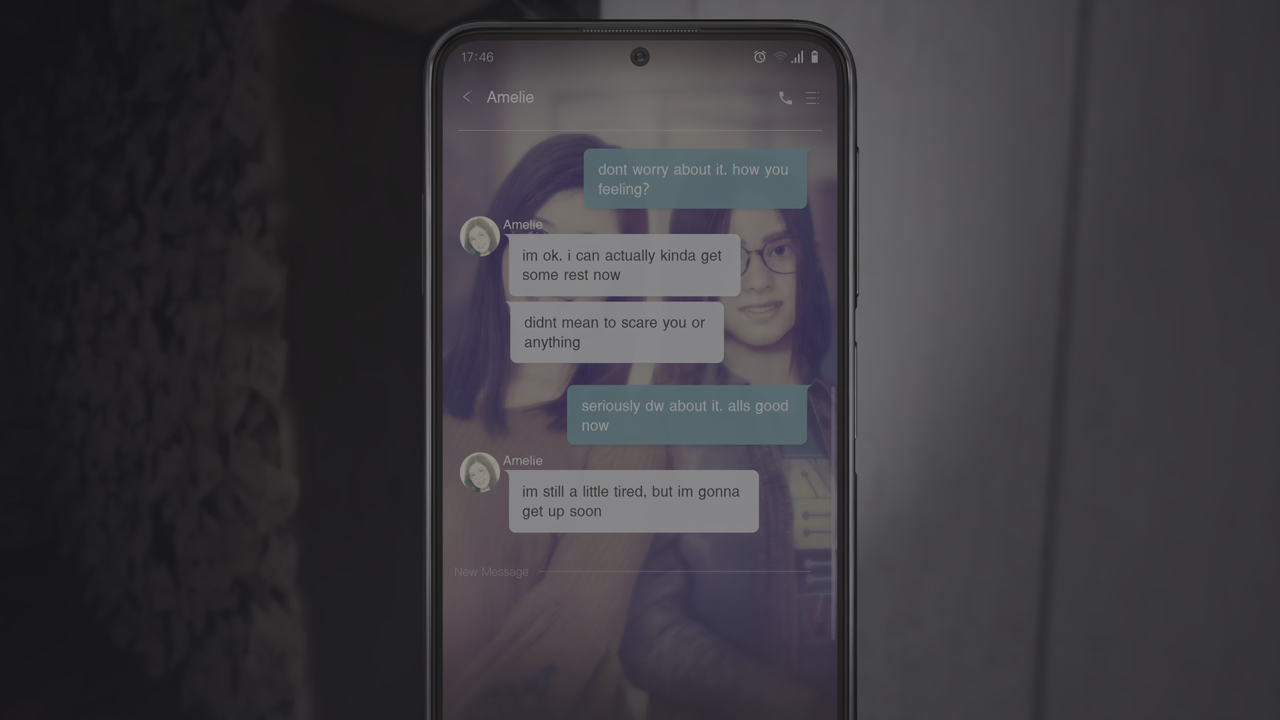 17:46
Amelie
dont worry about it. how you
feeling?
Amelie
im ok. i can actually kinda get
some rest now
didnt mean to scare you or
anything
seriously dw about it. alls good
now
Amelie
im still a little tired, but im gonna
get up soon
New Message